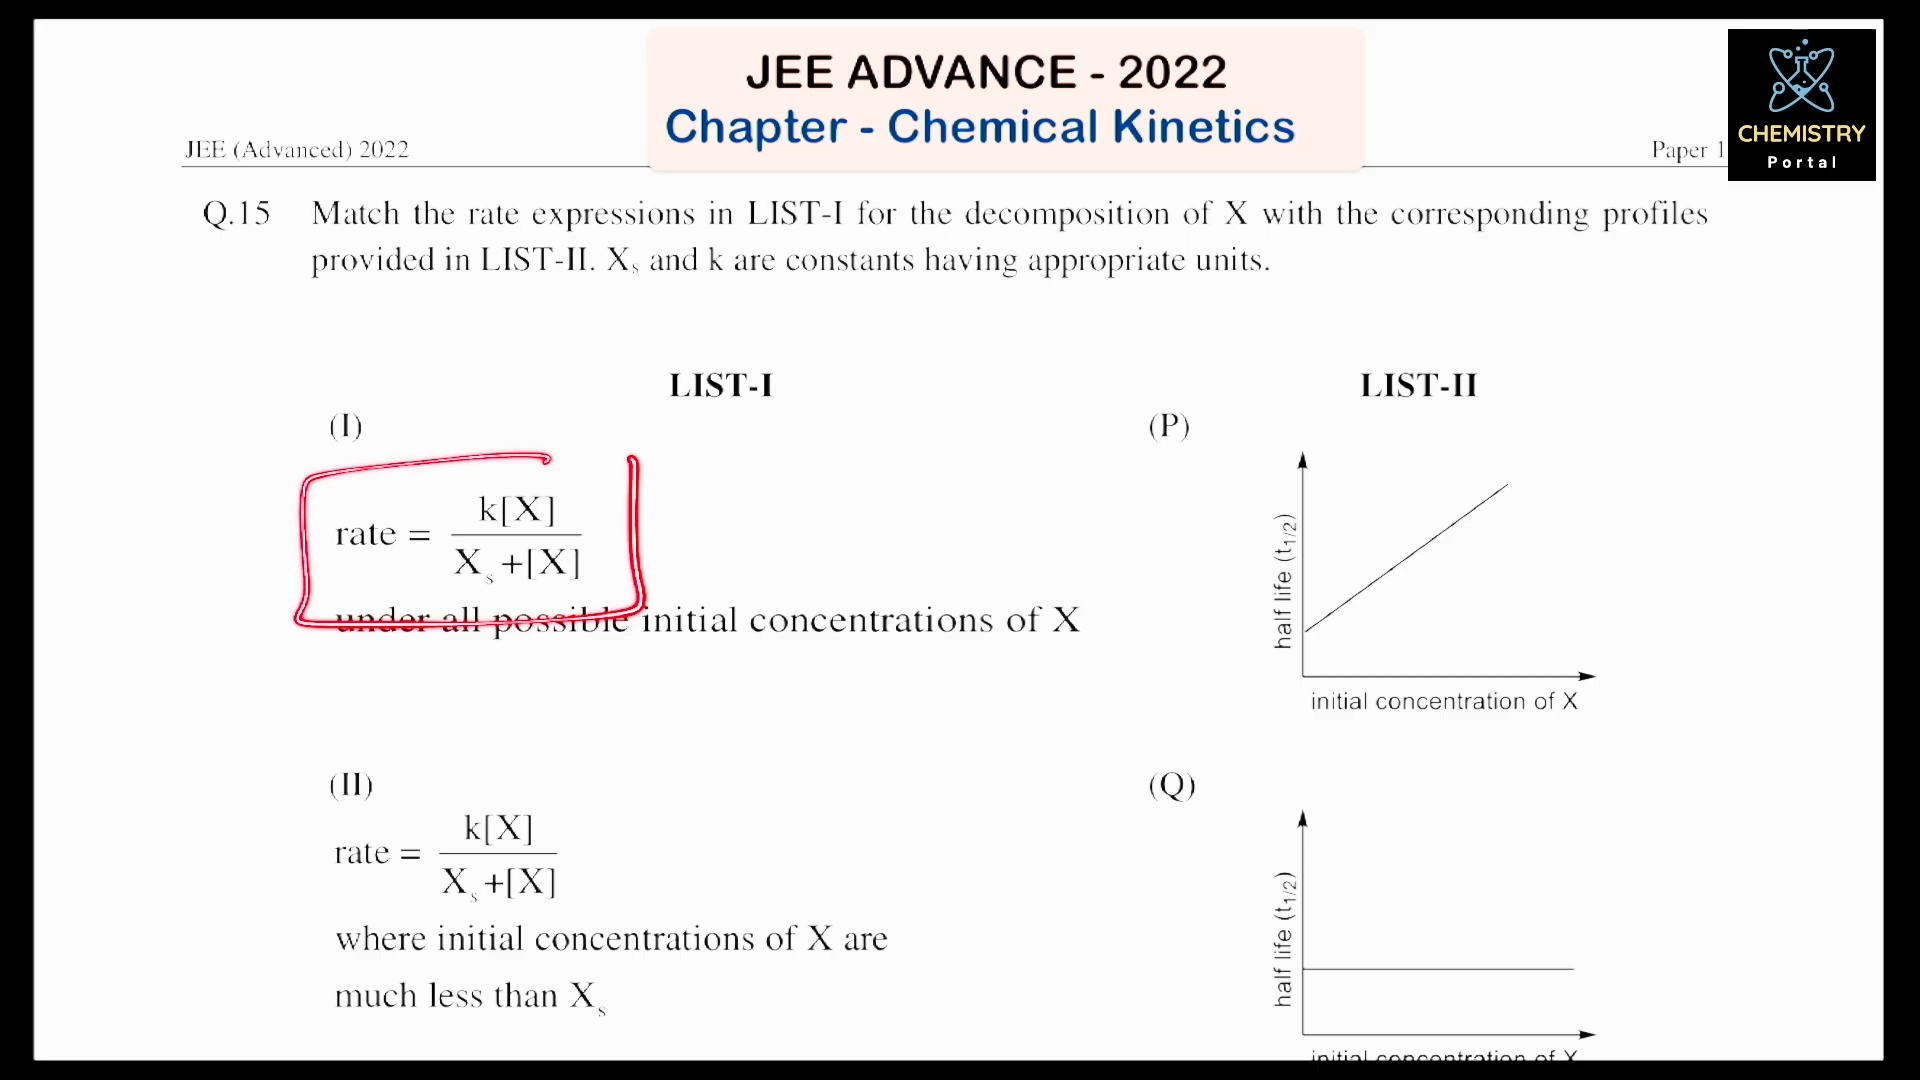 JEE ADVANCE - 2022
Chapter - Chemical Kinetics
CHEMISTRY
Portal
JEE (Advanced) 2022
Paper 1
Q.15 Match the rate expressions in LIST-I for the decomposition of X with the corresponding profiles
provided in LIST-II. Xs and k are constants having appropriate units.
LIST-I
LIST-II
(I)
rate = k[X] / Xs +[X]
under all possible initial concentrations of X
(P)
half life (t1/2)
initial concentration of X
(II)
rate = k[X] / Xs +[X]
where initial concentrations of X are
much less than Xs
(Q)
half life (t1/2)
initial concentration of X